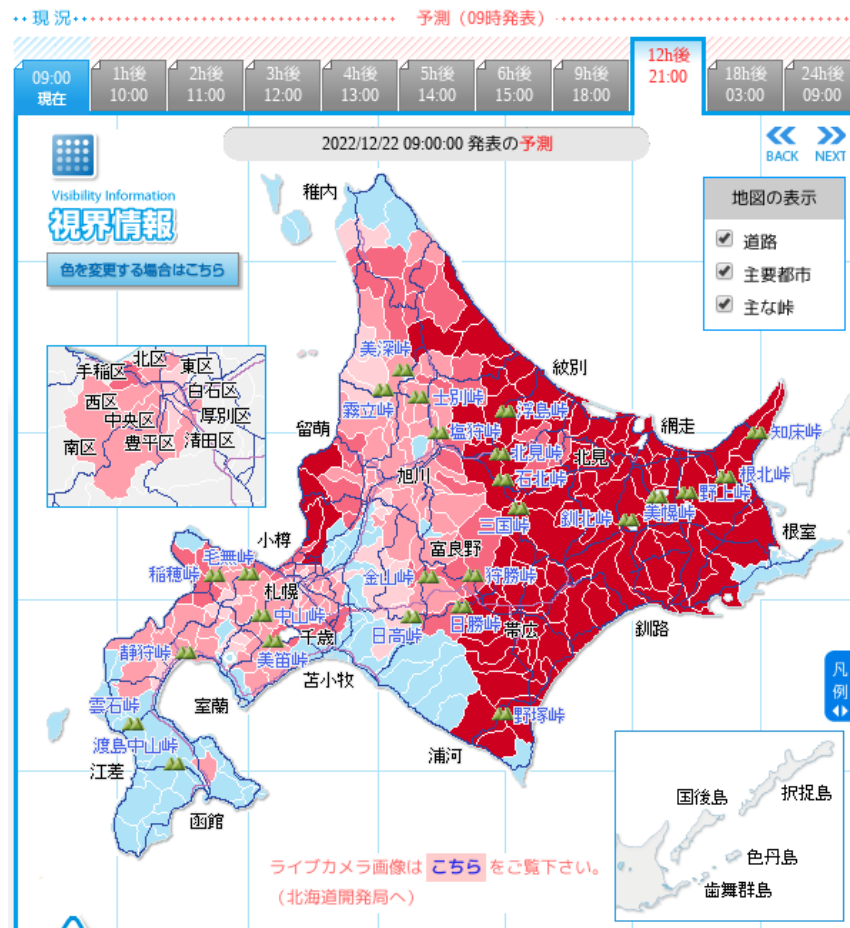 現況
予測（09時発表）
09:00
現在
1h後
10:00
2h後
11:00
3h後
12:00
4h後
13:00
5h後
14:00
6h後
15:00
9h後
18:00
12h後
21:00
18h後
03:00
24h後
09:00
2022/12/22 09:00:00 発表の予測
BACK NEXT
Visibility Information
視界情報
色を変更する場合はこちら
地図の表示
道路
主要都市
主な峠
稚内
美深峠
紋別
霧立峠
士別峠
浮島峠
留萌
塩狩峠
網走
知床峠
北見峠
北見
旭川
石北峠
根北峠
野上峠
美幌峠
三国峠
釧北峠
根室
手稲区
北区
東区
西区
白石区
中央区
厚別区
南区
豊平区
清田区
小樽
毛無峠
稲穂峠
富良野
金山峠
狩勝峠
札幌
中山峠
千歳
日高峠
日勝峠
帯広
釧路
静狩峠
美笛峠
苫小牧
室蘭
雲石峠
野塚峠
渡島中山峠
浦河
江差
函館
凡例
国後島
択捉島
色丹島
歯舞群島
ライブカメラ画像は こちら をご覧下さい。
（北海道開発局へ）